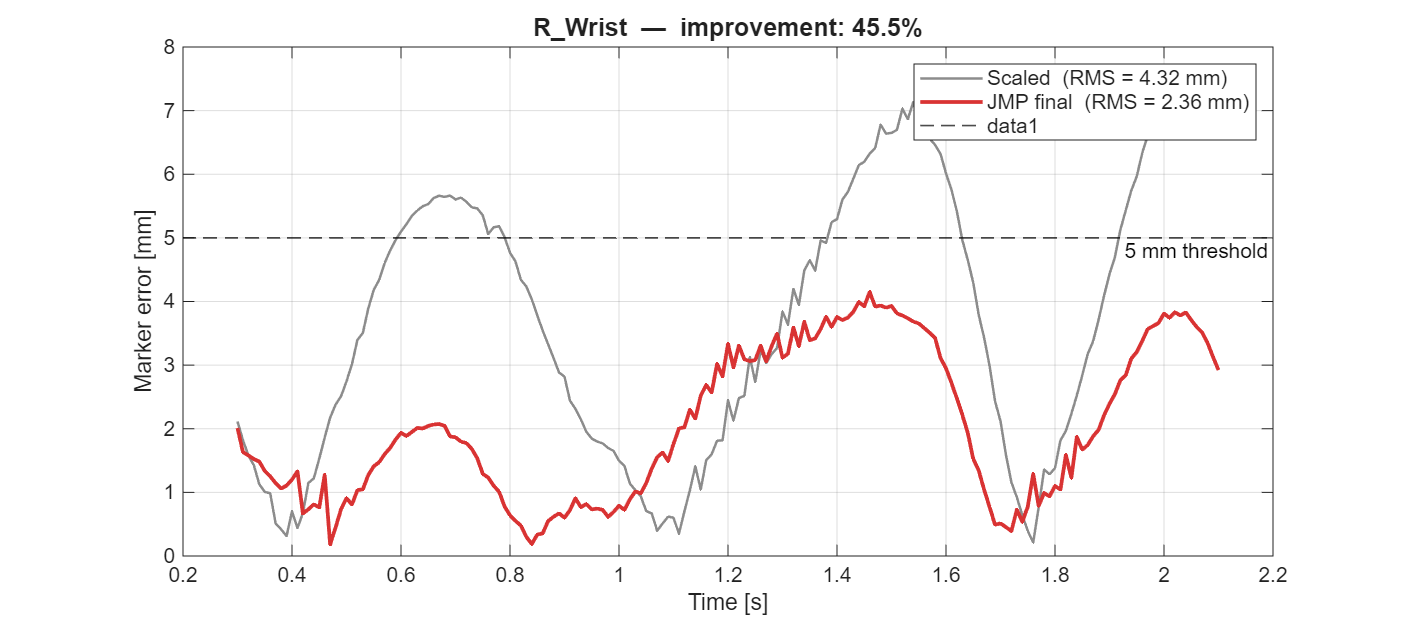 R_Wrist — improvement: 45.5%
8
7
6
5
4
3
2
1
0
Marker error [mm]
Scaled (RMS = 4.32 mm)
JMP final (RMS = 2.36 mm)
data1
5 mm threshold
0.2 0.4 0.6 0.8 1 1.2 1.4 1.6 1.8 2 2.2
Time [s]